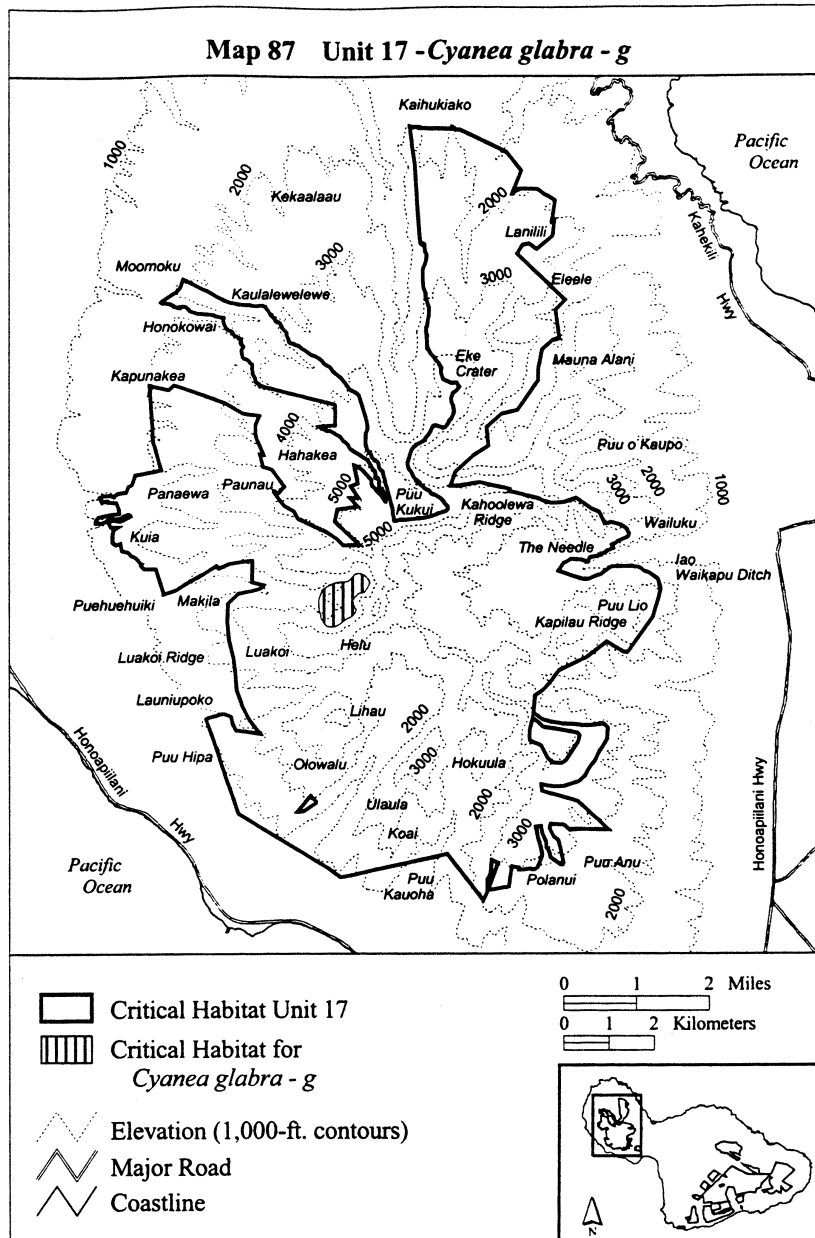 Map 87 Unit 17 - Cyanea glabra - g
Kaihukiako
Pacific
Ocean
1000
2000
Kekaalaau
2000
Lanilili
Kahekili
Hwy
3000
Moomoku
Kaulalewelewe
3000
Eleele
Honokowai
Eke
Crater
Mauna Alani
Kapunakea
4000
Hahakea
Puu o Kaupo
3000
2000
1000
Panaewa
Paunau
5000
Puu
Kukui
Kahoolewa
Ridge
Wailuku
Kuia
5000
The Needle
Iao
Waikapu Ditch
Puehuehuiki
Makila
Puu Lio
Kapilau Ridge
Luakoi Ridge
Luakoi
Helu
Launiupoko
Lihau
2000
Honoapiilani
Hwy
Puu Hipa
Olowalu
3000
Hokuula
Ulaula
2000
Koai
3000
Honoapiilani Hwy
Pacific
Ocean
Puu
Kauoha
Polanui
Puu Anu
2000
0 1 2 Miles
0 1 2 Kilometers
Critical Habitat Unit 17
Critical Habitat for
Cyanea glabra - g
Elevation (1,000-ft. contours)
Major Road
Coastline
N